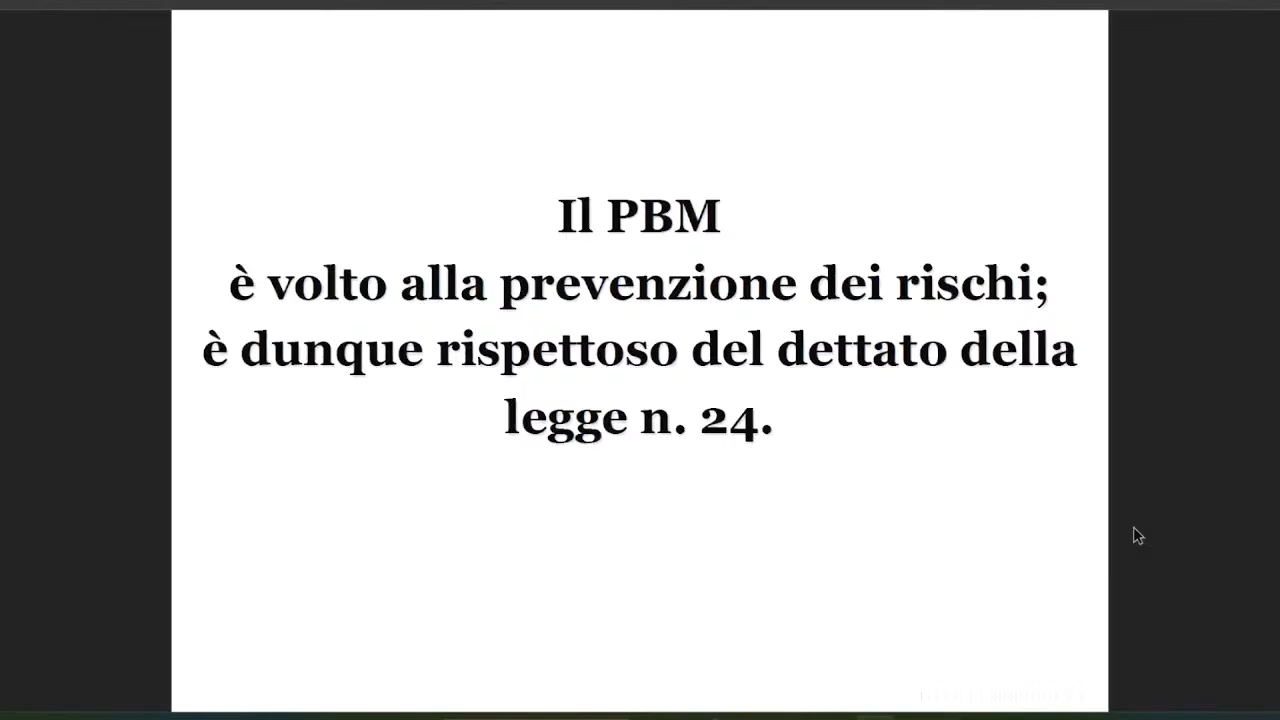 Il PBM
è volto alla prevenzione dei rischi;
è dunque rispettoso del dettato della
legge n. 24.